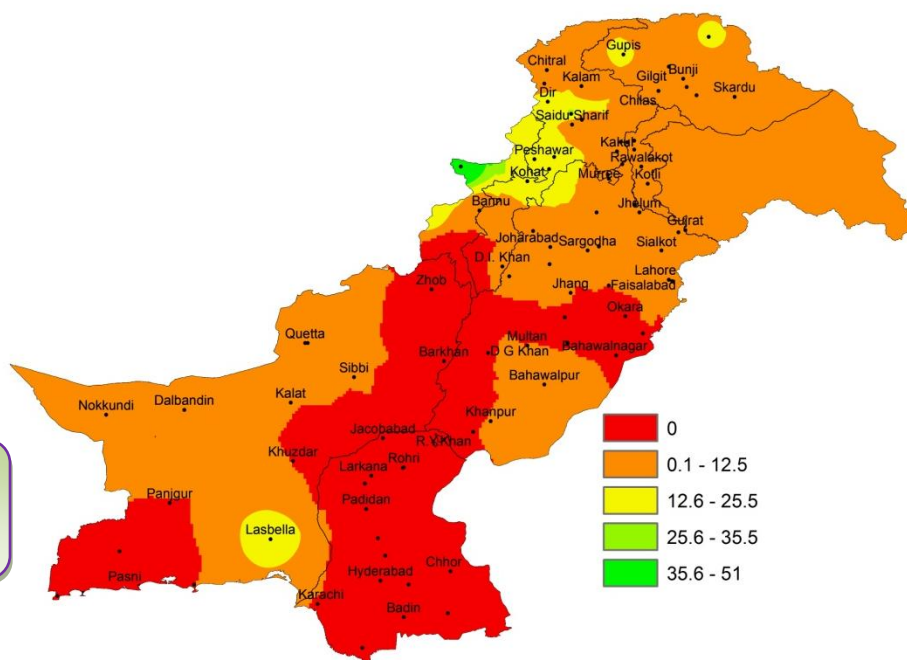 Gupis
Chitral
Kalam
Gilgit
Bunji
Skardu
Dir
Chilas
Saidu Sharif
Kakul
Peshawar
Rawalakot
Kohat
Murree
Kotli
Bannu
Jhelum
Gujrat
Joharabad
Sargodha
Sialkot
D.I. Khan
Lahore
Zhob
Jhang
Faisalabad
Okara
Quetta
Multan
Barkhan
D G Khan
Bahawalnagar
Sibbi
Bahawalpur
Kalat
Nokkundi
Dalbandin
Khanpur
Jacobabad
R.Y.Khan
Khuzdar
Rohri
Larkana
Panjgur
Padidan
Lasbella
Pasni
Hyderabad
Chhor
Karachi
Badin
0
0.1 - 12.5
12.6 - 25.5
25.6 - 35.5
35.6 - 51